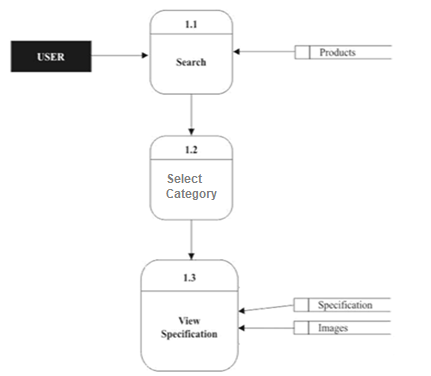 1.1
USER
Search
Products
1.2
Select
Category
1.3
View
Specification
Specification
Images